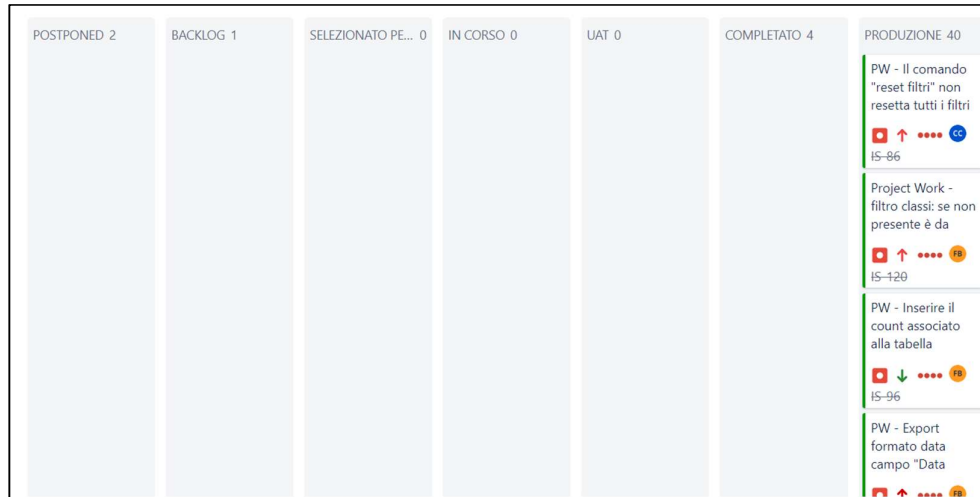 POSTPONED 2
BACKLOG 1
SELEZIONATO PE... 0
IN CORSO 0
UAT 0
COMPLETATO 4
PRODUZIONE 40
PW - Il comando
"reset filtri" non
resetta tutti i filtri
CC
IS-86
Project Work -
filtro classi: se non
presente è da
FB
IS-120
PW - Inserire il
count associato
alla tabella
FB
IS-96
PW - Export
formato data
campo "Data
FB